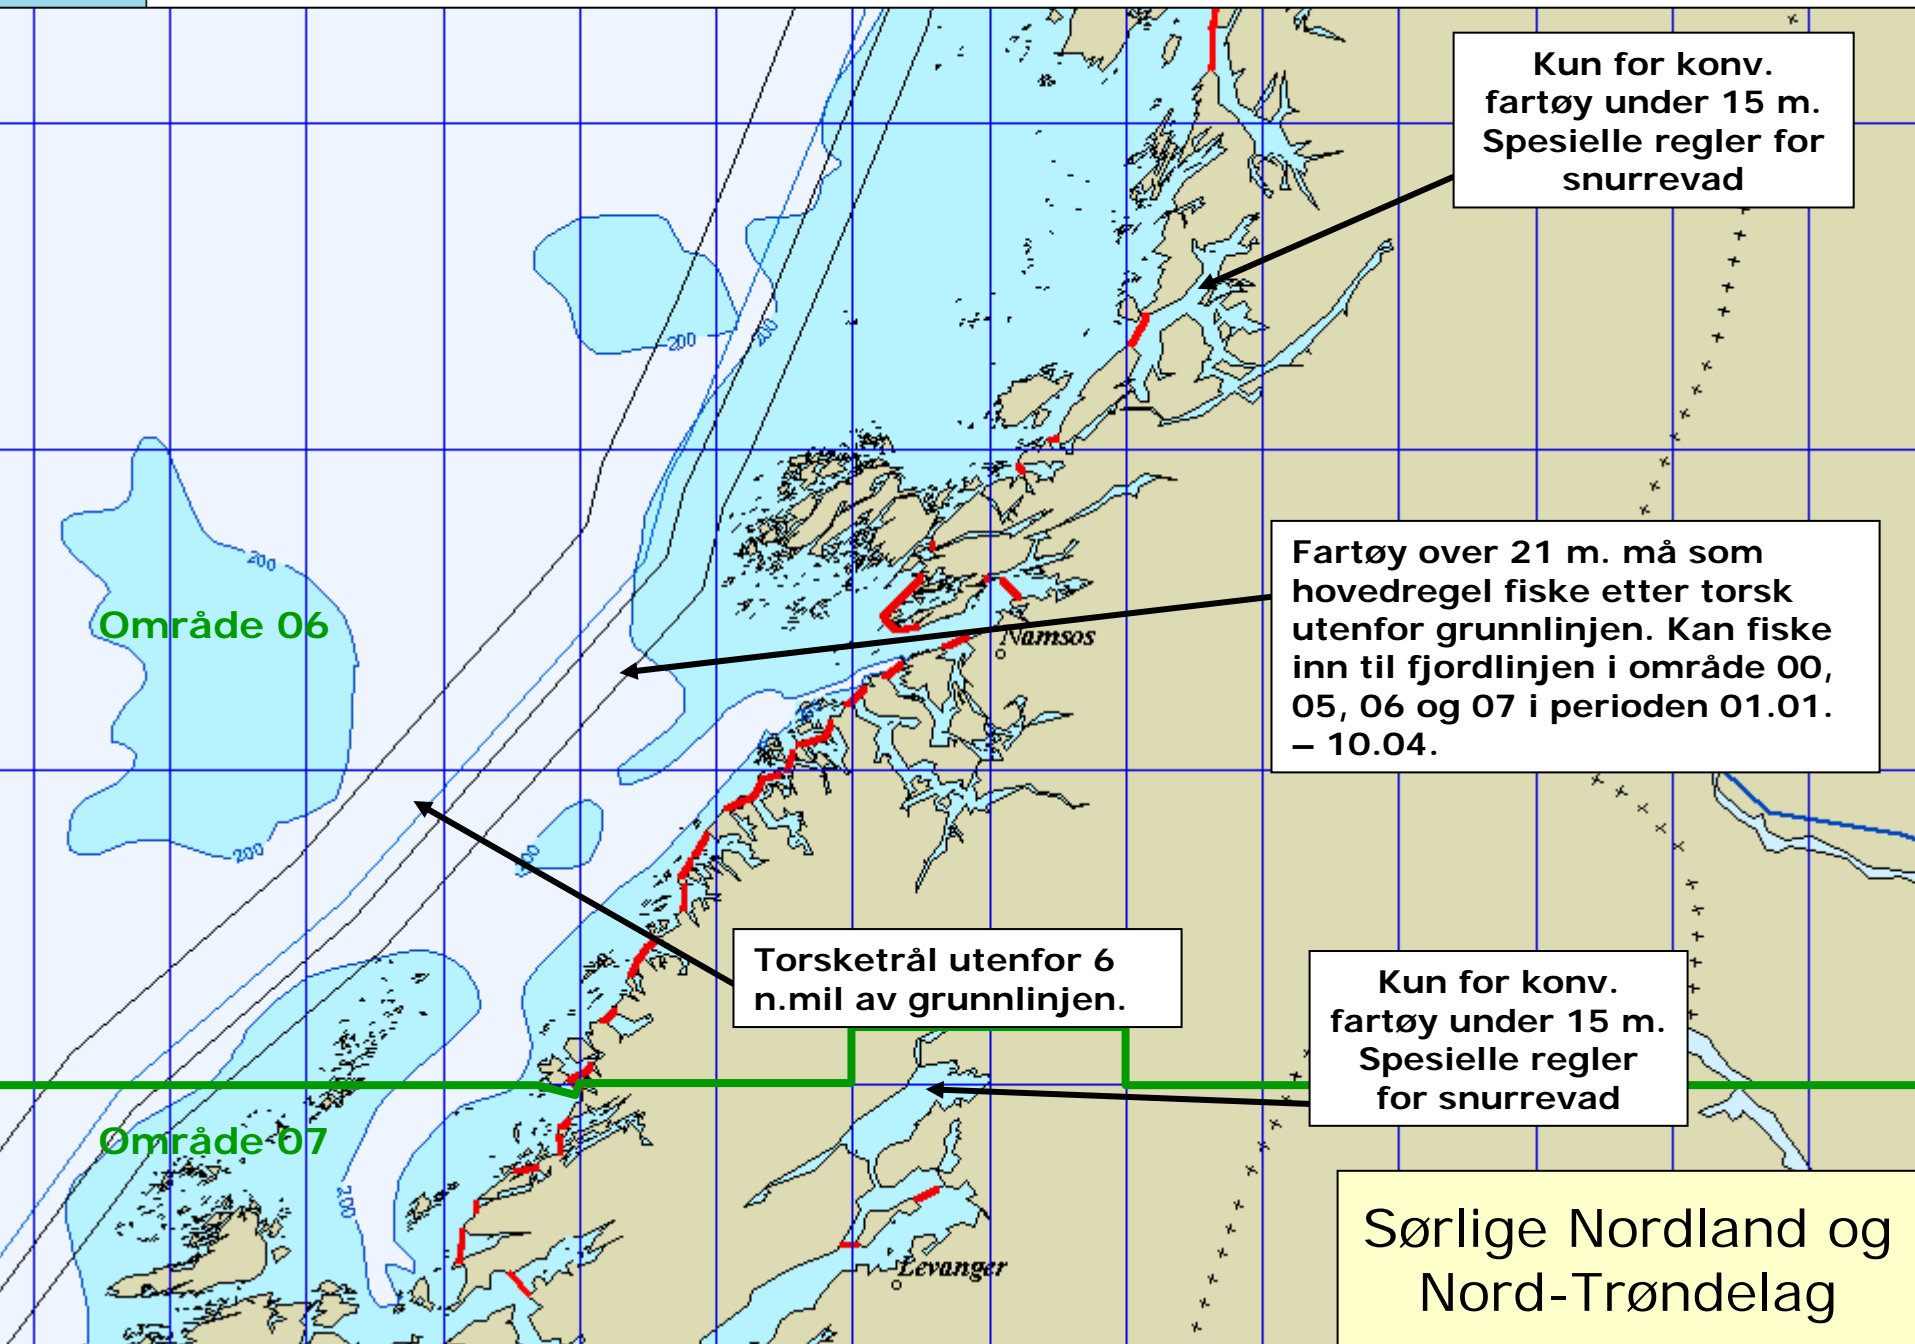 Kun for konv.
fartøy under 15 m.
Spesielle regler for
snurrevad
200
200
200
Fartøy over 21 m. må som
hovedregel fiske etter torsk
utenfor grunnlinjen. Kan fiske
inn til fjordlinjen i område 00,
05, 06 og 07 i perioden 01.01.
– 10.04.
Område 06
Namsos
200
200
Torsketrål utenfor 6
n.mil av grunnlinjen.
Kun for konv.
fartøy under 15 m.
Spesielle regler
for snurrevad
Område 07
200
Levanger
Sørlige Nordland og
Nord-Trøndelag